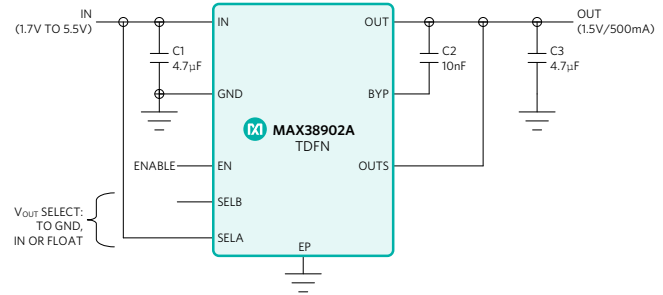 IN
(1.7V TO 5.5V)
OUT
(1.5V/500mA)
IN
OUT
C1
4.7µF
C2
10nF
C3
4.7µF
GND
BYP
MAX38902A
TDFN
ENABLE
EN
OUTS
SELB
VOUT SELECT:
TO GND,
IN OR FLOAT
SELA
EP